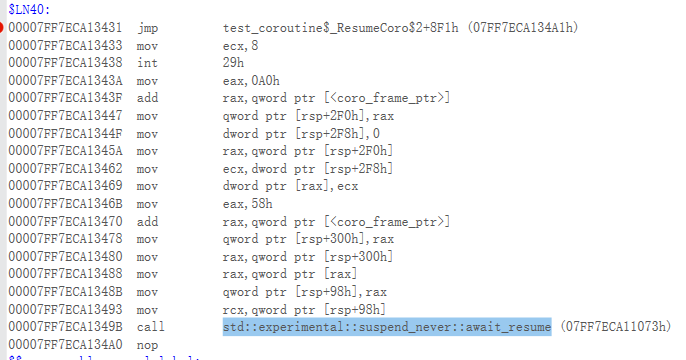 $LN40:
00007FF7ECA13431 jmp test_coroutine$_ResumeCoro$2+8F1h (07FF7ECA134A1h)
00007FF7ECA13433 mov ecx,8
00007FF7ECA13438 int 29h
00007FF7ECA1343A mov eax,0A0h
00007FF7ECA1343F add rax,qword ptr [<coro_frame_ptr>]
00007FF7ECA13447 mov qword ptr [rsp+2F0h],rax
00007FF7ECA1344F mov dword ptr [rsp+2F8h],0
00007FF7ECA1345A mov rax,qword ptr [rsp+2F0h]
00007FF7ECA13462 mov ecx,dword ptr [rsp+2F8h]
00007FF7ECA13469 mov dword ptr [rax],ecx
00007FF7ECA1346B mov eax,58h
00007FF7ECA13470 add rax,qword ptr [<coro_frame_ptr>]
00007FF7ECA13478 mov qword ptr [rsp+300h],rax
00007FF7ECA13480 mov rax,qword ptr [rsp+300h]
00007FF7ECA13488 mov rax,qword ptr [rax]
00007FF7ECA1348B mov qword ptr [rsp+98h],rax
00007FF7ECA13493 mov rcx,qword ptr [rsp+98h]
00007FF7ECA1349B call std::experimental::suspend_never::await_resume (07FF7ECA11073h)
00007FF7ECA134A0 nop